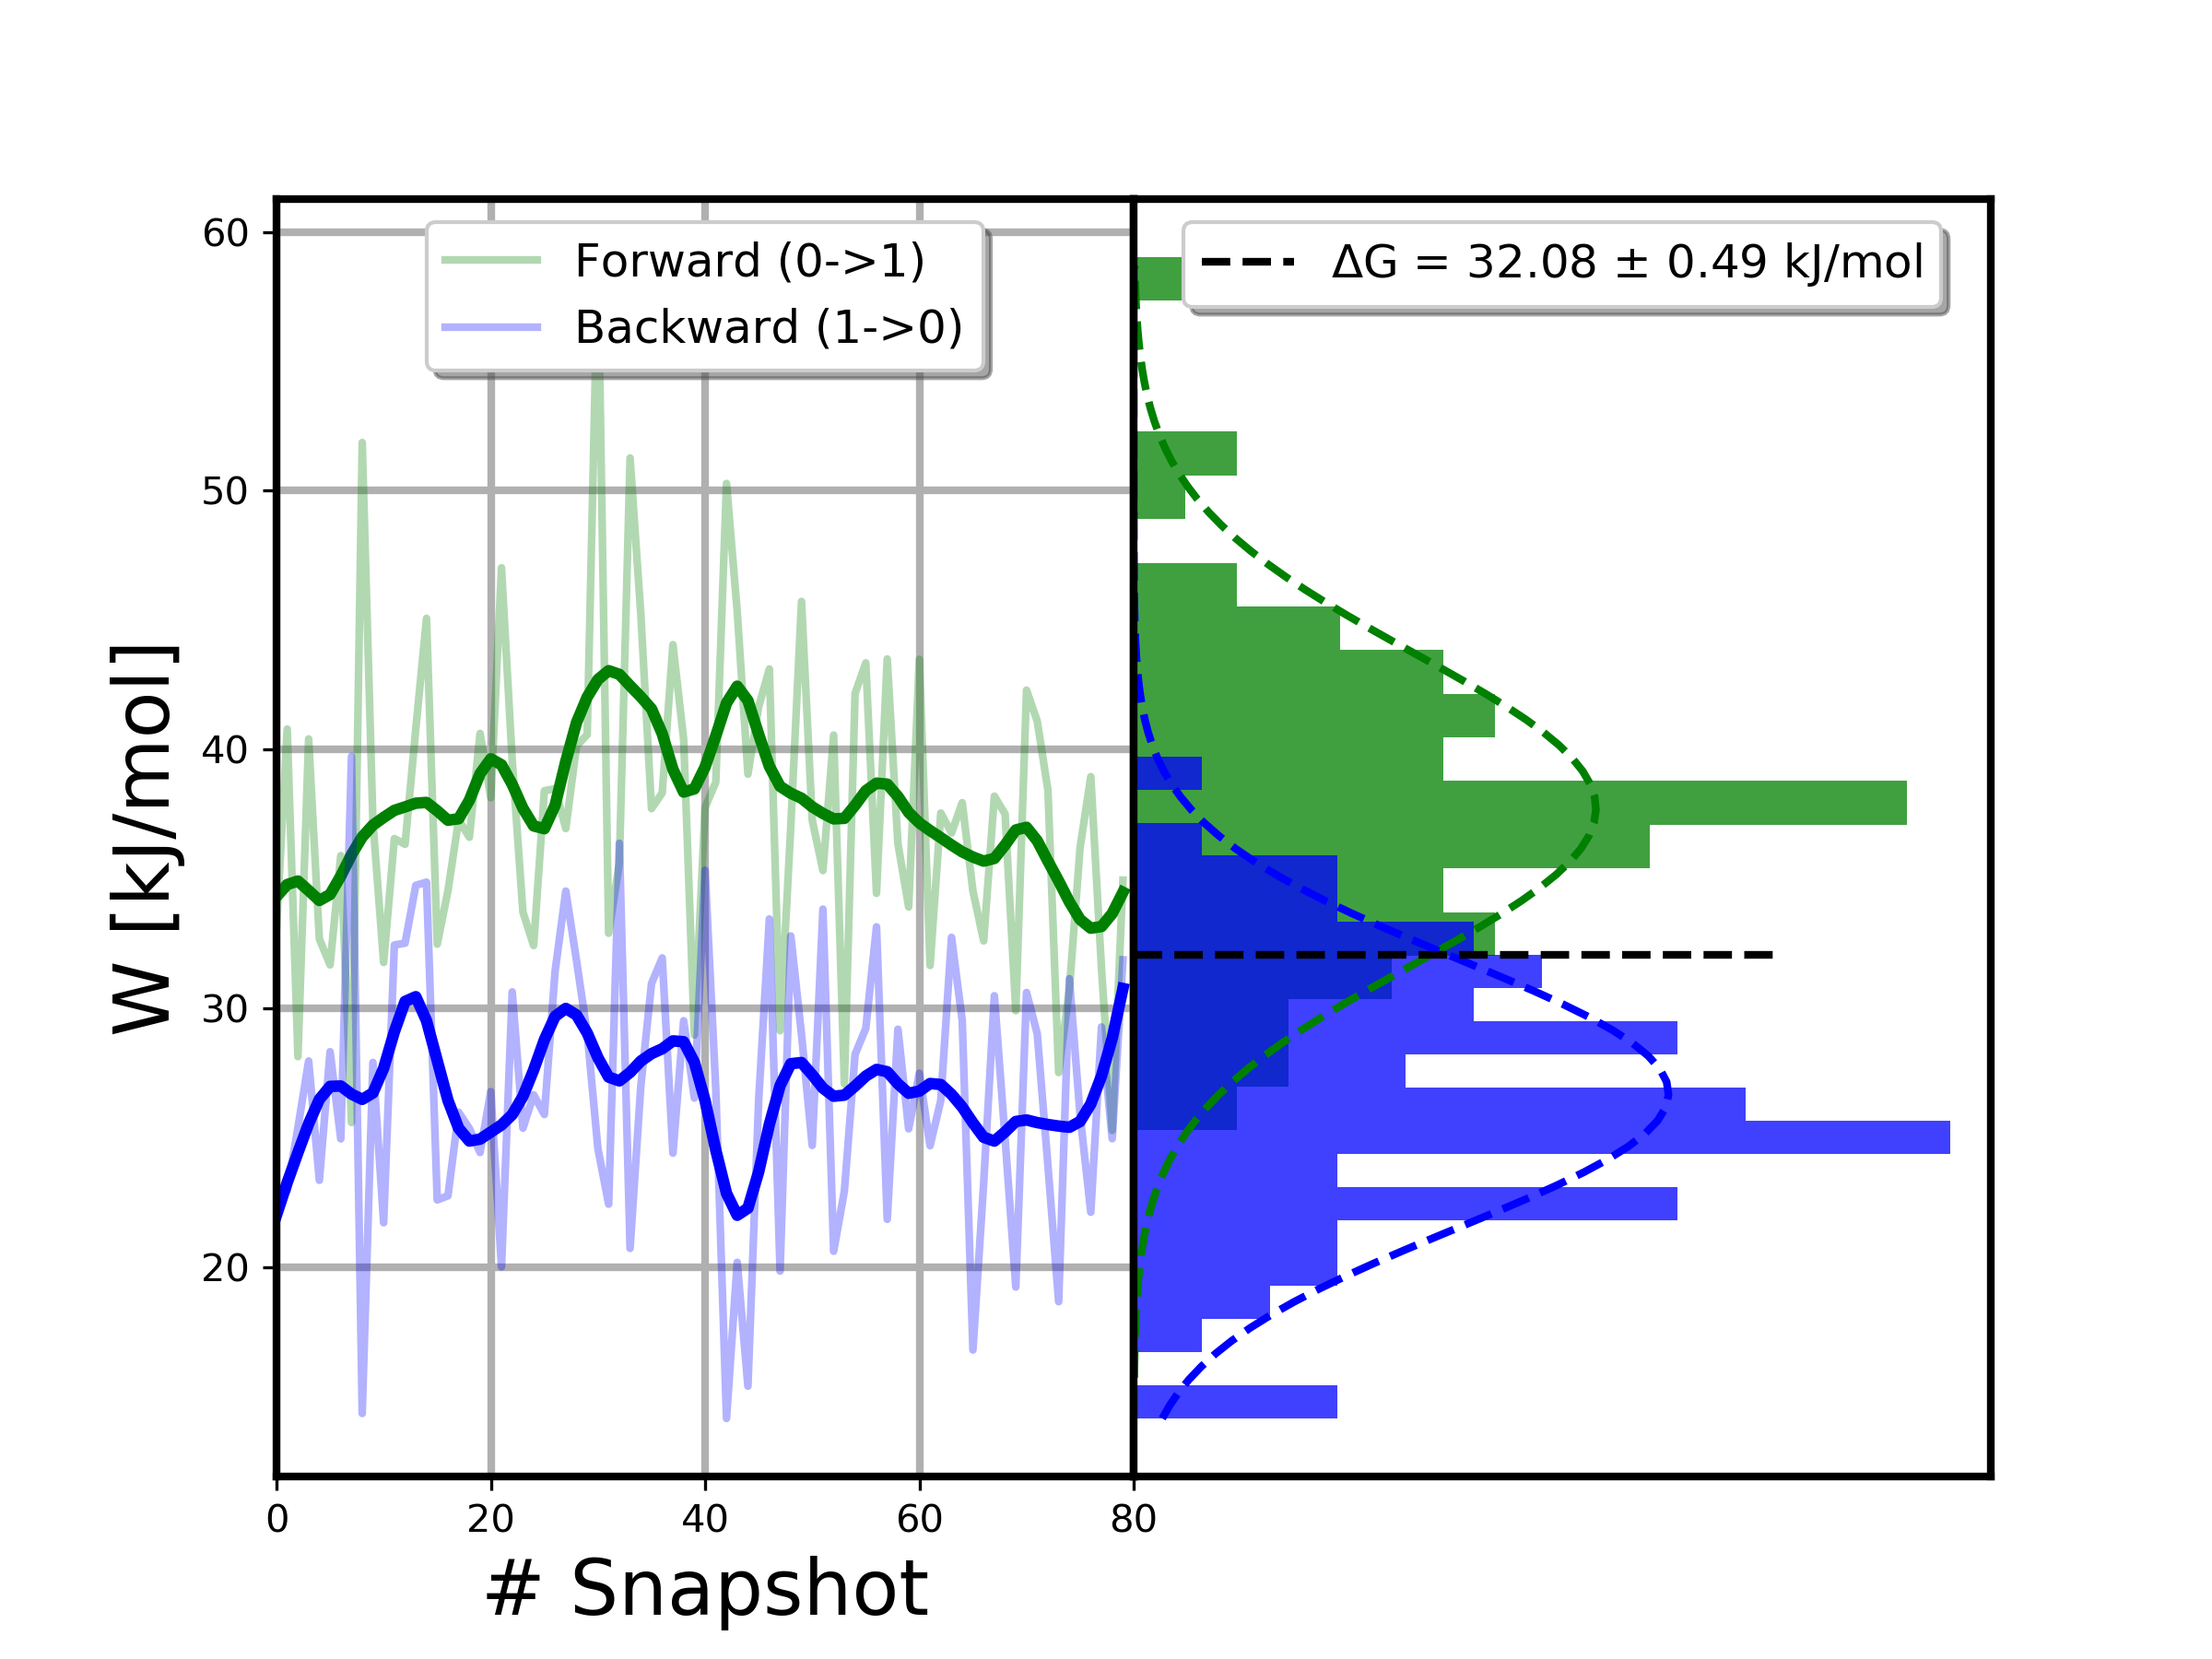 Forward (0->1)
Backward (1->0)
ΔG = 32.08 ± 0.49 kJ/mol
W [kJ/mol]
60
50
40
30
20
0 20 40 60 80
# Snapshot